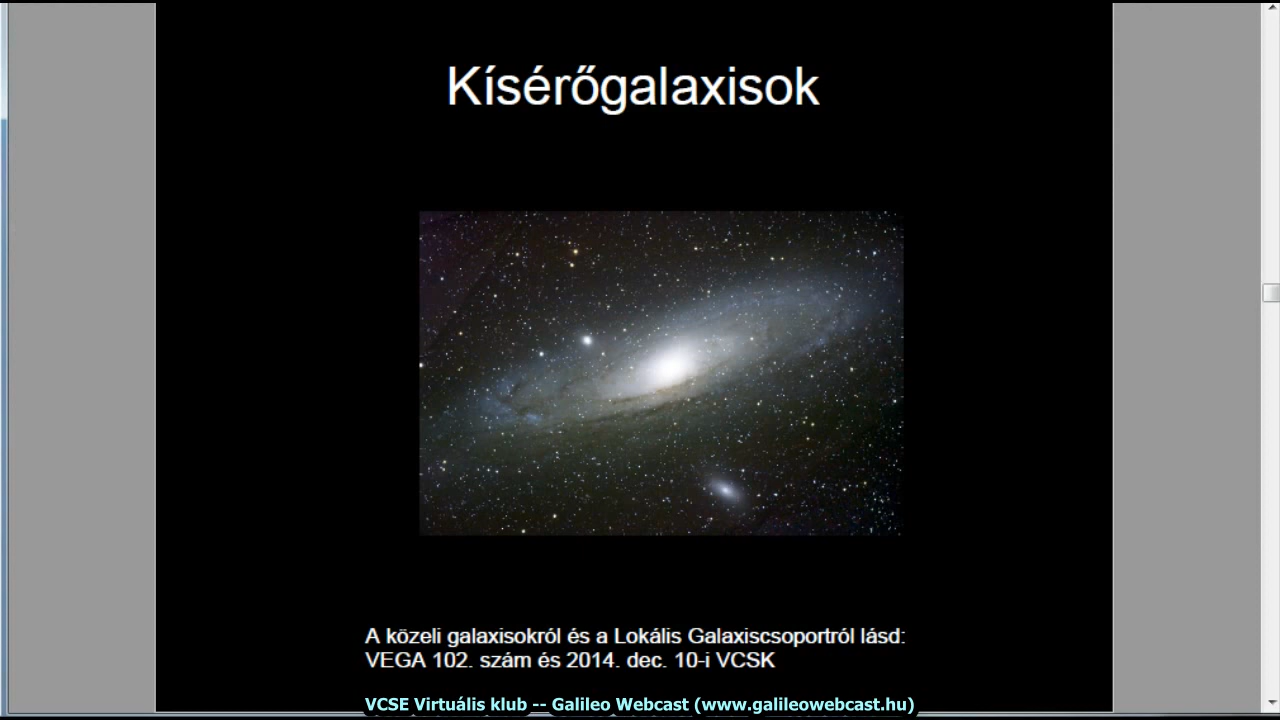 Kísérőgalaxisok
A közeli galaxisokról és a Lokális Galaxiscsoportról lásd:
VEGA 102. szám és 2014. dec. 10-i VCSK
VCSE Virtuális klub -- Galileo Webcast (www.galileowebcast.hu)